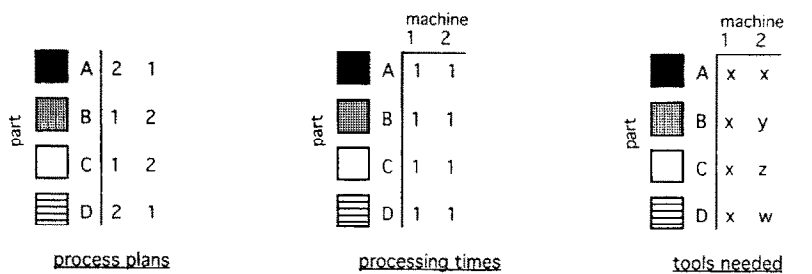 part
A 2 1
B 1 2
C 1 2
D 2 1
process plans
machine
1 2
part
A 1 1
B 1 1
C 1 1
D 1 1
processing times
machine
1 2
part
A x x
B x y
C x z
D x w
tools needed